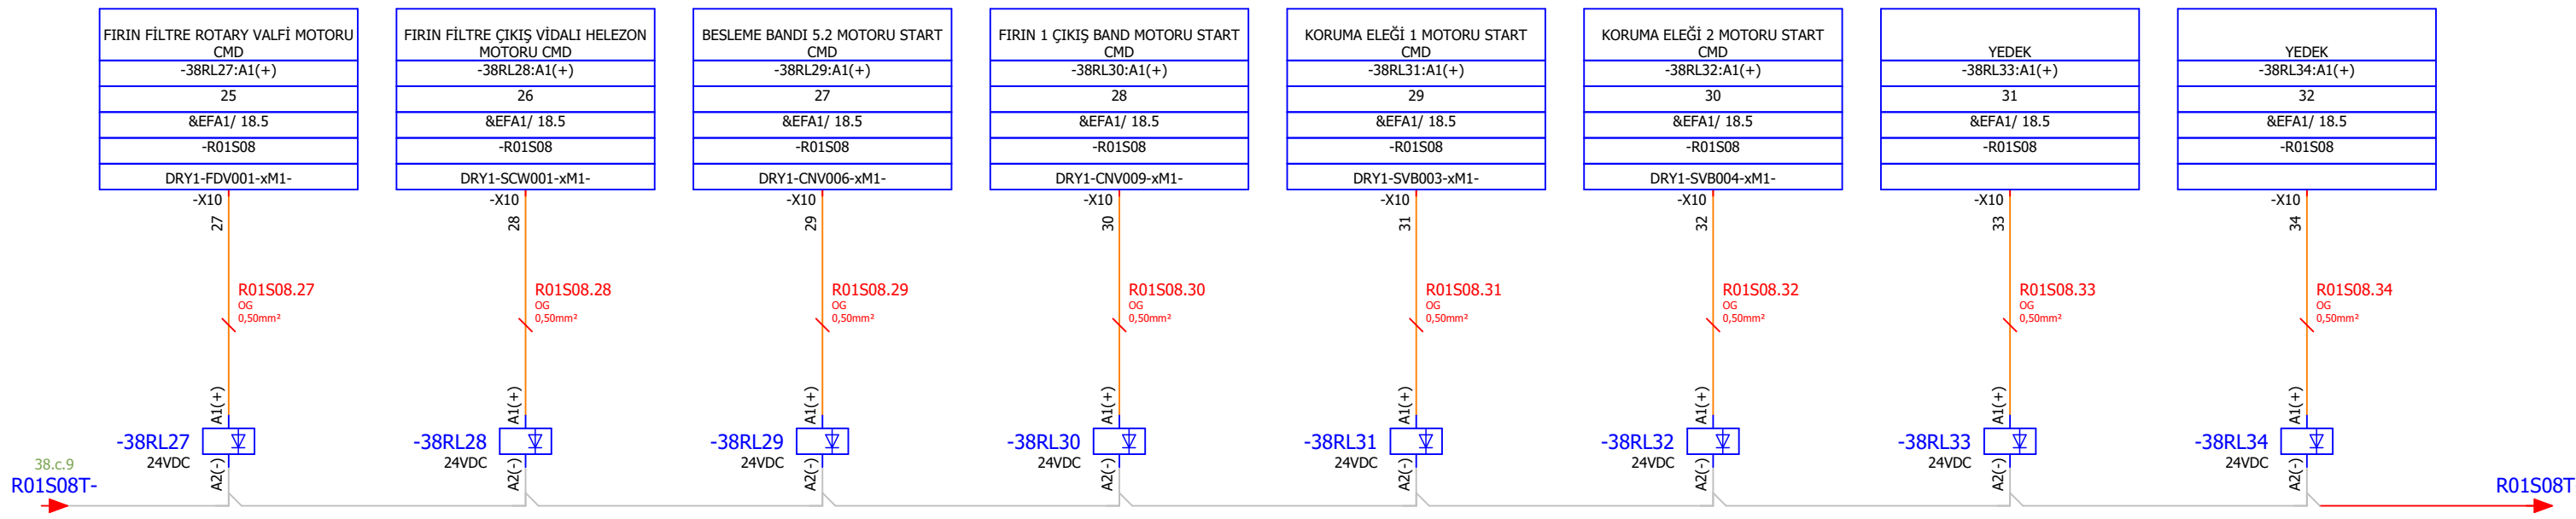 FIRIN FİLTRE ROTARY VALFİ MOTORU
CMD
-38RL27:A1(+)
25
&EFA1/ 18.5
-R01S08
DRY1-FDV001-xM1-
-X10
27
R01S08.27
OG
0,50mm²
A1(+)
-38RL27
24VDC
A2(-)
FIRIN FİLTRE ÇIKIŞ VİDALI HELEZON
MOTORU CMD
-38RL28:A1(+)
26
&EFA1/ 18.5
-R01S08
DRY1-SCW001-xM1-
-X10
28
R01S08.28
OG
0,50mm²
A1(+)
-38RL28
24VDC
A2(-)
BESLEME BANDI 5.2 MOTORU START
CMD
-38RL29:A1(+)
27
&EFA1/ 18.5
-R01S08
DRY1-CNV006-xM1-
-X10
29
R01S08.29
OG
0,50mm²
A1(+)
-38RL29
24VDC
A2(-)
FIRIN 1 ÇIKIŞ BAND MOTORU START
CMD
-38RL30:A1(+)
28
&EFA1/ 18.5
-R01S08
DRY1-CNV009-xM1-
-X10
30
R01S08.30
OG
0,50mm²
A1(+)
-38RL30
24VDC
A2(-)
KORUMA ELEĞİ 1 MOTORU START
CMD
-38RL31:A1(+)
29
&EFA1/ 18.5
-R01S08
DRY1-SVB003-xM1-
-X10
31
R01S08.31
OG
0,50mm²
A1(+)
-38RL31
24VDC
A2(-)
KORUMA ELEĞİ 2 MOTORU START
CMD
-38RL32:A1(+)
30
&EFA1/ 18.5
-R01S08
DRY1-SVB004-xM1-
-X10
32
R01S08.32
OG
0,50mm²
A1(+)
-38RL32
24VDC
A2(-)
YEDEK
-38RL33:A1(+)
31
&EFA1/ 18.5
-R01S08
-X10
33
R01S08.33
OG
0,50mm²
A1(+)
-38RL33
24VDC
A2(-)
YEDEK
-38RL34:A1(+)
32
&EFA1/ 18.5
-R01S08
-X10
34
R01S08.34
OG
0,50mm²
A1(+)
-38RL34
24VDC
A2(-)
38.c.9
R01S08T-
R01S08T